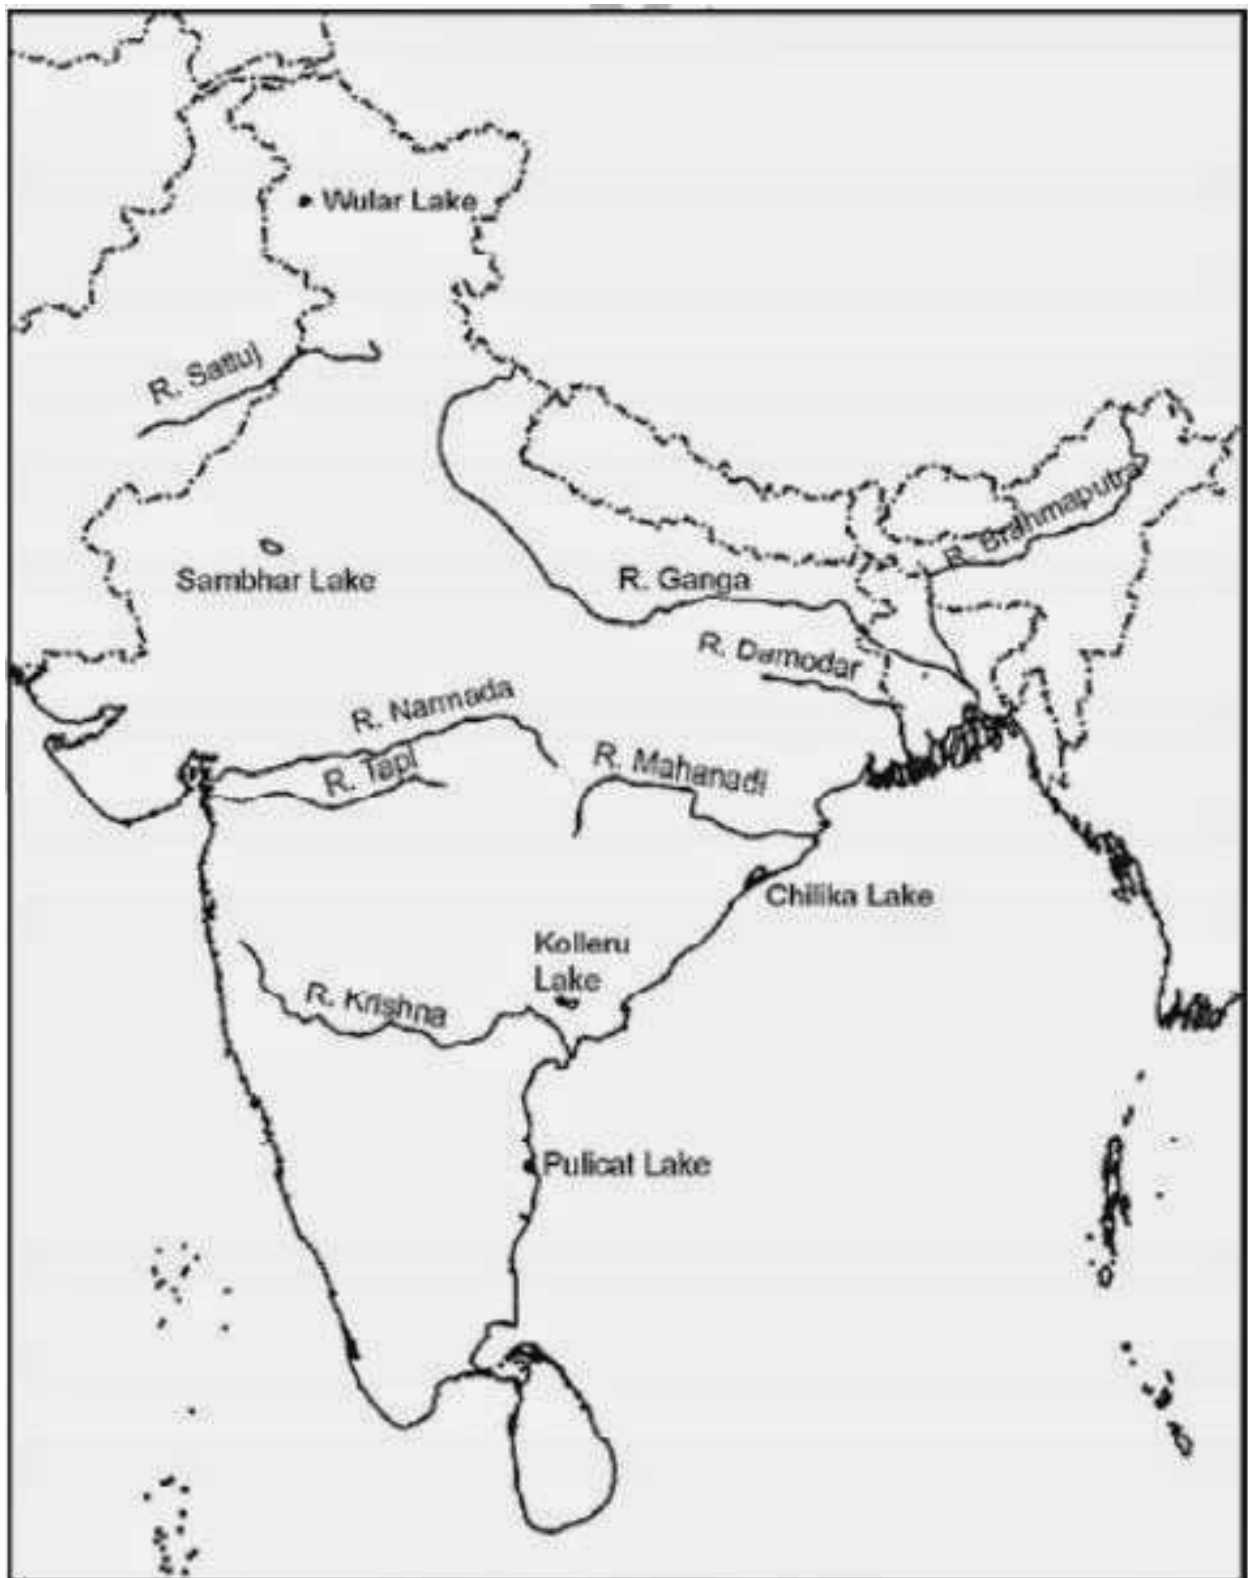 Wular Lake
R. Satluj
R. Brahmaputra
Sambhar Lake
R. Ganga
R. Damodar
R. Narmada
R. Tapi
R. Mahanadi
Chilika Lake
Kolleru
Lake
R. Krishna
Pulicat Lake